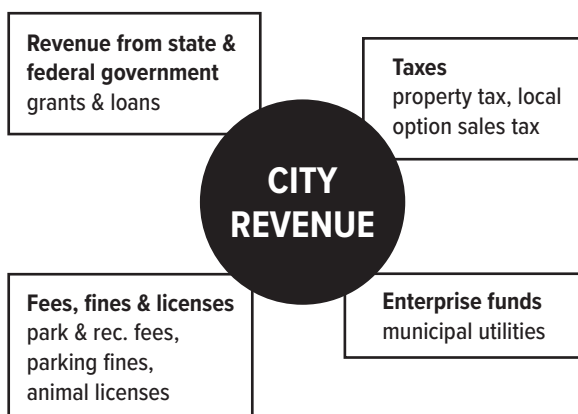 Revenue from state &
federal government
grants & loans
Taxes
property tax, local
option sales tax
CITY
REVENUE
Fees, fines & licenses
park & rec. fees,
parking fines,
animal licenses
Enterprise funds
municipal utilities